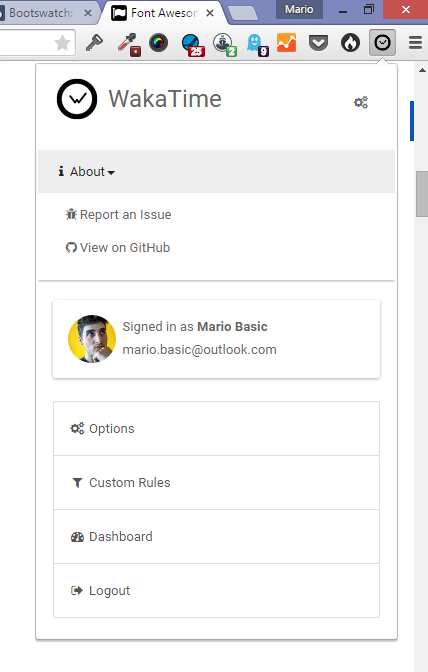 Bootswatch:
Font Awesom
Mario
25
2
9
WakaTime
About
Report an Issue
View on GitHub
Signed in as Mario Basic
mario.basic@outlook.com
Options
Custom Rules
Dashboard
Logout